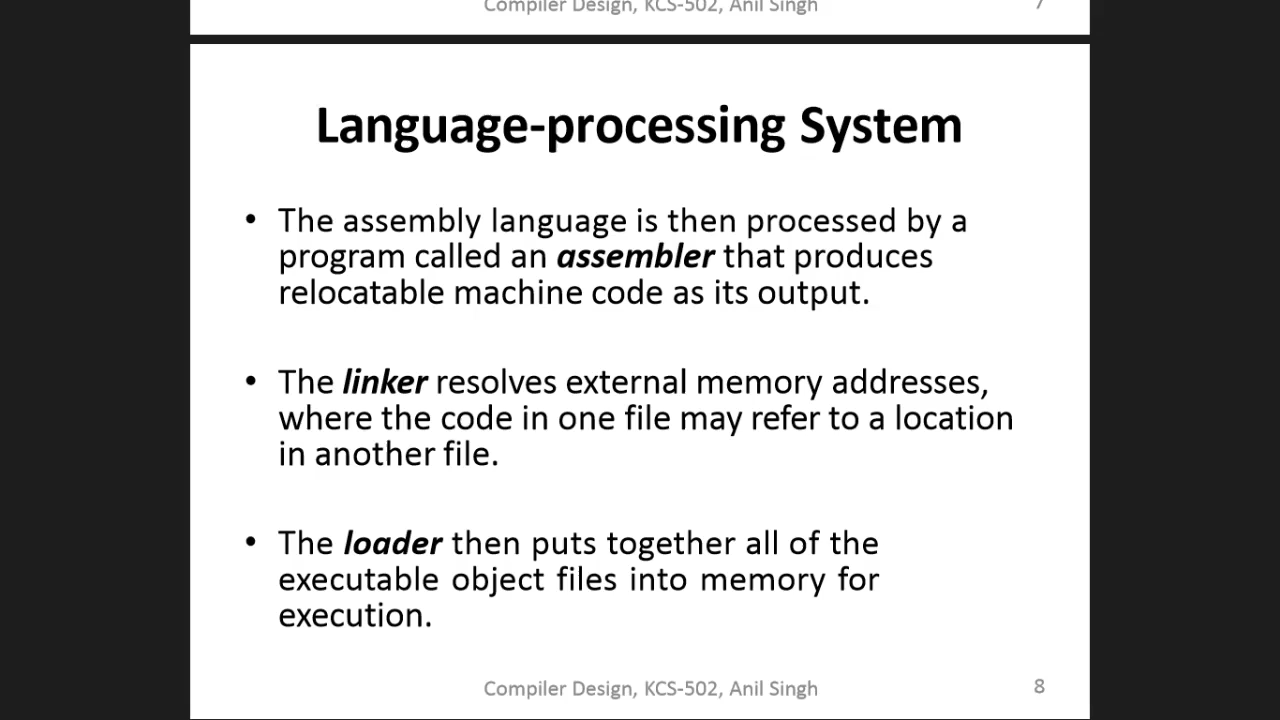 Compiler Design, KCS-502, Anil Singh 7
Language-processing System
• The assembly language is then processed by a
program called an assembler that produces
relocatable machine code as its output.
• The linker resolves external memory addresses,
where the code in one file may refer to a location
in another file.
• The loader then puts together all of the
executable object files into memory for
execution.
Compiler Design, KCS-502, Anil Singh 8